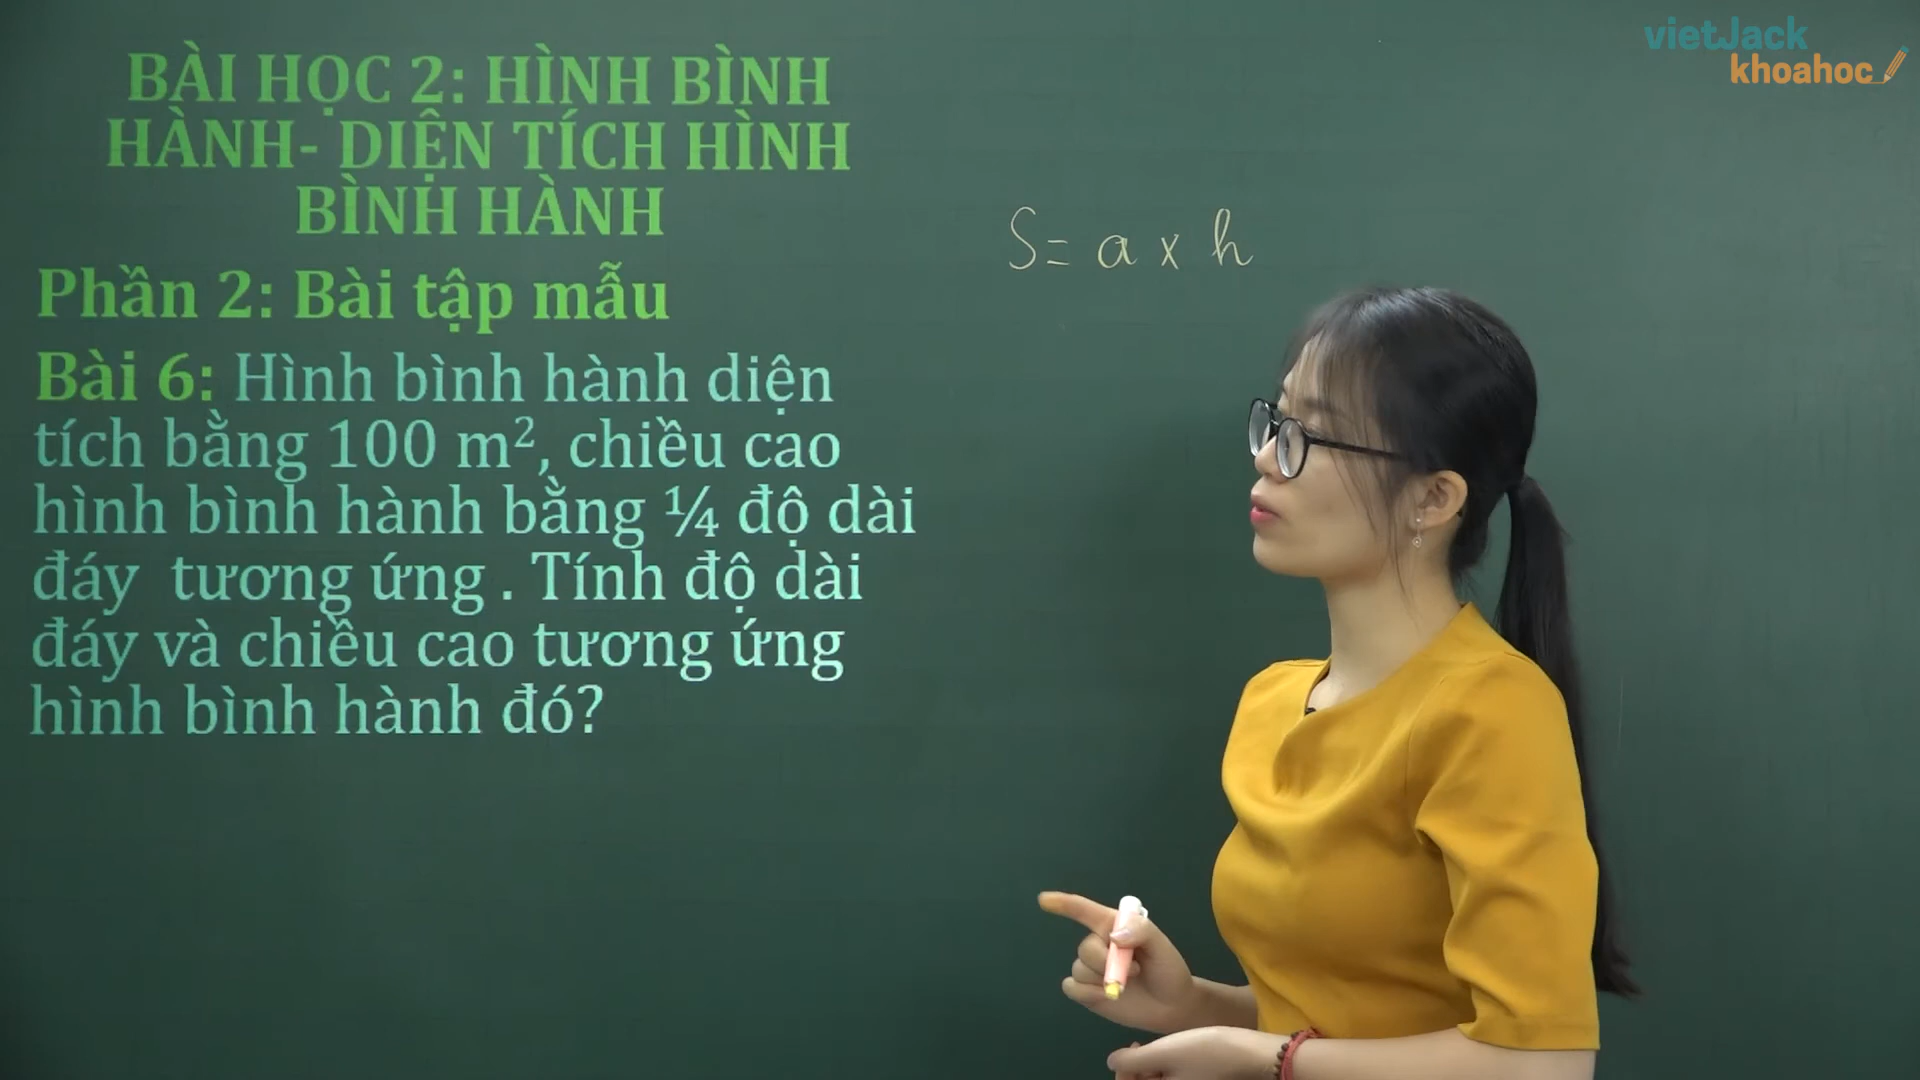 vietJack
khoahoc
BÀI HỌC 2: HÌNH BÌNH
HÀNH- DIỆN TÍCH HÌNH
BÌNH HÀNH
Phần 2: Bài tập mẫu
Bài 6: Hình bình hành diện
tích bằng 100 m², chiều cao
hình bình hành bằng ¼ độ dài
đáy tương ứng . Tính độ dài
đáy và chiều cao tương ứng
hình bình hành đó?
S = a x h